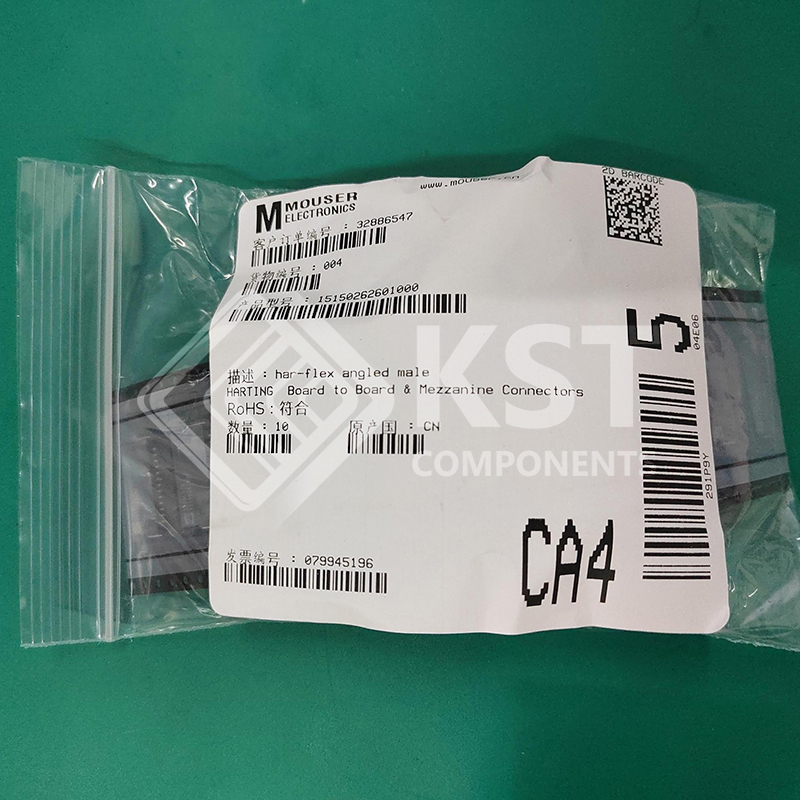 www.mouser.cn
2D BARCODE
M MOUSER
ELECTRONICS
客户订单编号 : 32886547
货物编号 : 004
产品型号 : 15150262601000
描述 : har-flex angled male
HARTING Board to Board & Mezzanine Connectors
RoHS : 符合
数量 : 10 原产国 : CN
发票编号 : 079945196
CA4
5
04E06
291P9Y
KST
COMPONENTS